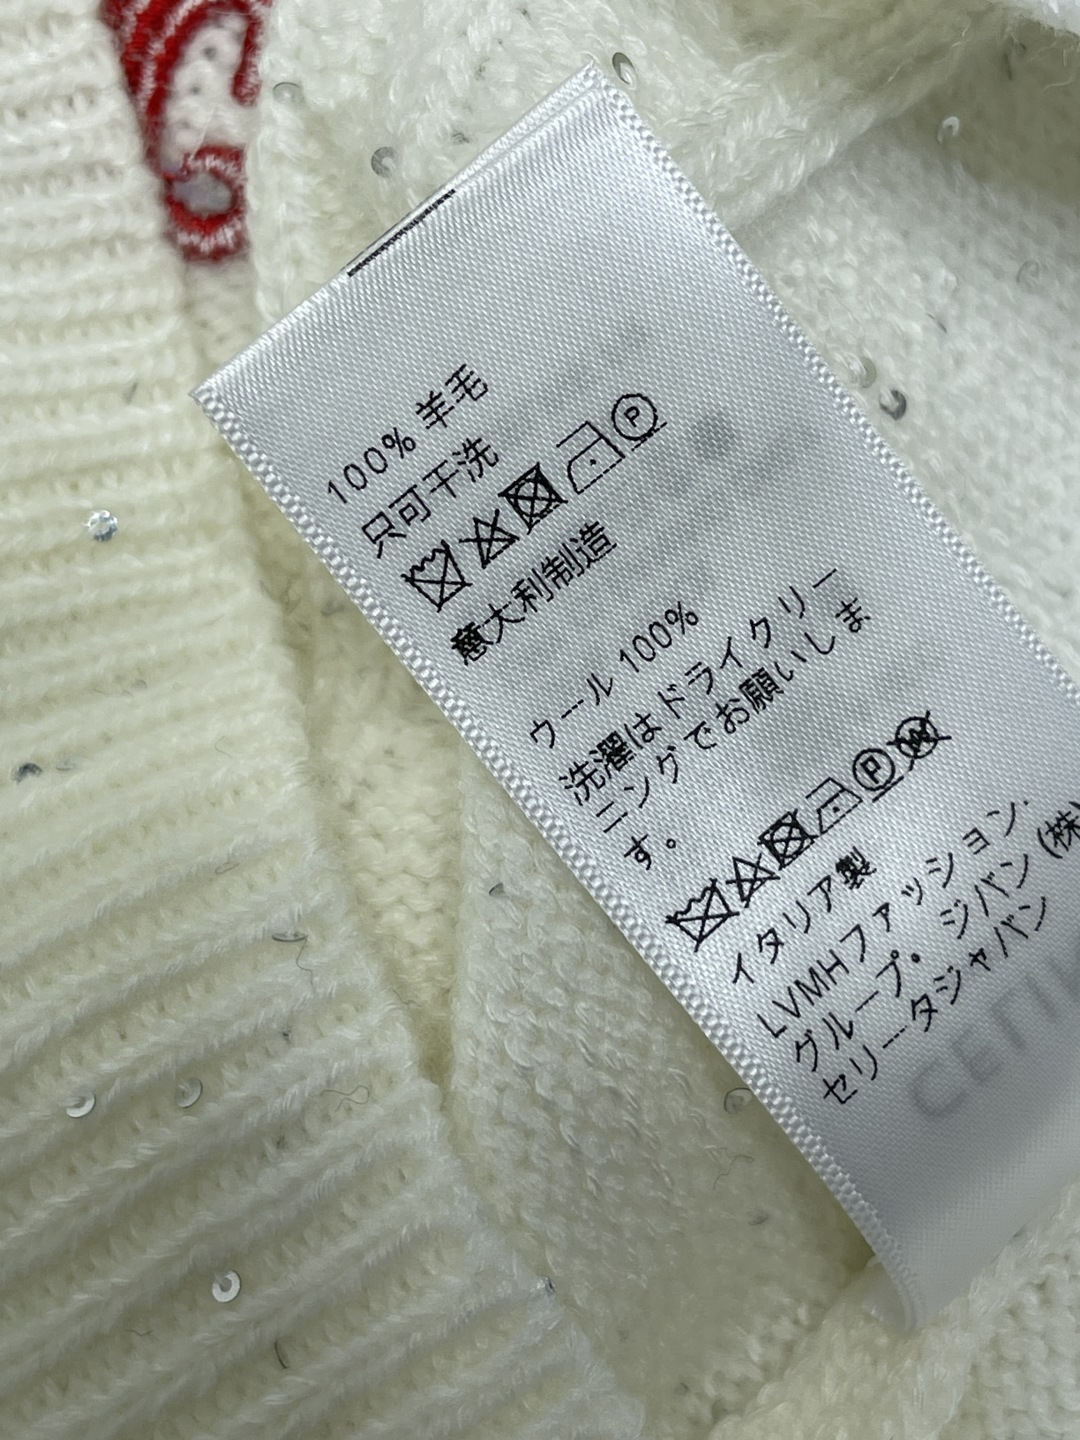 100% 羊毛
只可干洗
P
意大利制造
ウール 100%
洗濯はドライクリー
ニングでお願いしま
す。
P W
イタリア製
LVMHファッション.
グループ。ジバン (株)
セリータジャバン